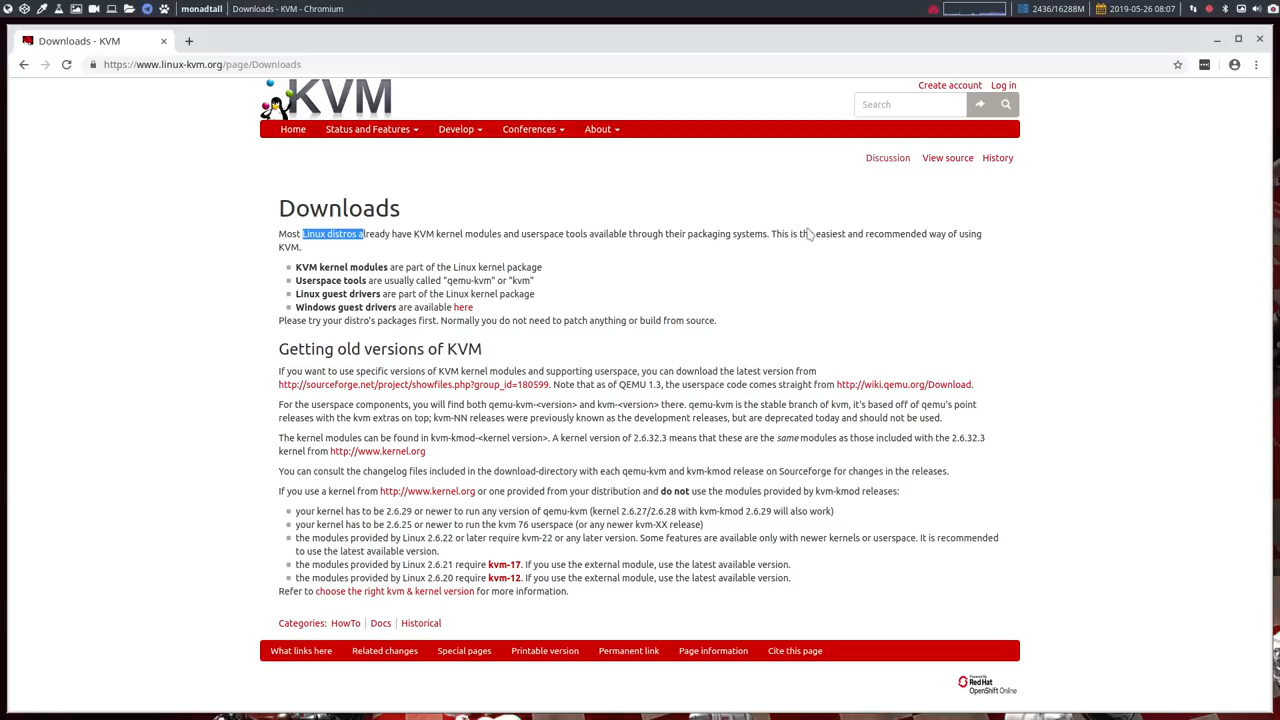 monadtall
Downloads - KVM - Chromium
2436/16288M
2019-05-26 08:07
Downloads - KVM
https://www.linux-kvm.org/page/Downloads
KVM
Create account Log in
Search
Home Status and Features Develop Conferences About
Discussion View source History
Downloads
Most Linux distros already have KVM kernel modules and userspace tools available through their packaging systems. This is the easiest and recommended way of using
KVM.
KVM kernel modules are part of the Linux kernel package
Userspace tools are usually called "qemu-kvm" or "kvm"
Linux guest drivers are part of the Linux kernel package
Windows guest drivers are available here
Please try your distro's packages first. Normally you do not need to patch anything or build from source.
Getting old versions of KVM
If you want to use specific versions of KVM kernel modules and supporting userspace, you can download the latest version from
http://sourceforge.net/project/showfiles.php?group_id=180599. Note that as of QEMU 1.3, the userspace code comes straight from http://wiki.qemu.org/Download.
For the userspace components, you will find both qemu-kvm-<version> and kvm-<version> there. qemu-kvm is the stable branch of kvm, it's based off of qemu's point
releases with the kvm extras on top; kvm-NN releases were previously known as the development releases, but are deprecated today and should not be used.
The kernel modules can be found in kvm-kmod-<kernel version>. A kernel version of 2.6.32.3 means that these are the same modules as those included with the 2.6.32.3
kernel from http://www.kernel.org
You can consult the changelog files included in the download-directory with each qemu-kvm and kvm-kmod release on Sourceforge for changes in the releases.
If you use a kernel from http://www.kernel.org or one provided from your distribution and do not use the modules provided by kvm-kmod releases:
your kernel has to be 2.6.29 or newer to run any version of qemu-kvm (kernel 2.6.27/2.6.28 with kvm-kmod 2.6.29 will also work)
your kernel has to be 2.6.25 or newer to run the kvm 76 userspace (or any newer kvm-XX release)
the modules provided by Linux 2.6.22 or later require kvm-22 or any later version. Some features are available only with newer kernels or userspace. It is recommended
to use the latest available version.
the modules provided by Linux 2.6.21 require kvm-17. If you use the external module, use the latest available version.
the modules provided by Linux 2.6.20 require kvm-12. If you use the external module, use the latest available version.
Refer to choose the right kvm & kernel version for more information.
Categories: HowTo Docs Historical
What links here Related changes Special pages Printable version Permanent link Page information Cite this page
Powered by
Red Hat
OpenShift Online